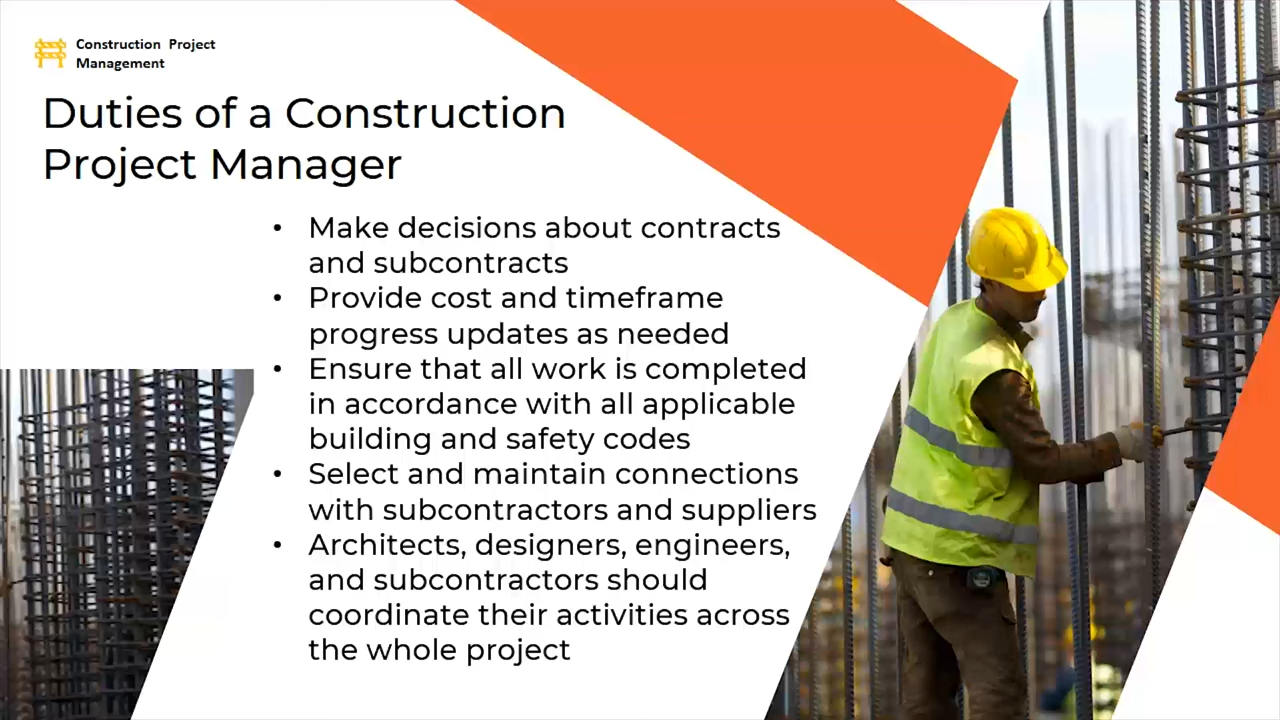 Construction Project
Management
Duties of a Construction
Project Manager
• Make decisions about contracts
and subcontracts
• Provide cost and timeframe
progress updates as needed
• Ensure that all work is completed
in accordance with all applicable
building and safety codes
• Select and maintain connections
with subcontractors and suppliers
• Architects, designers, engineers,
and subcontractors should
coordinate their activities across
the whole project